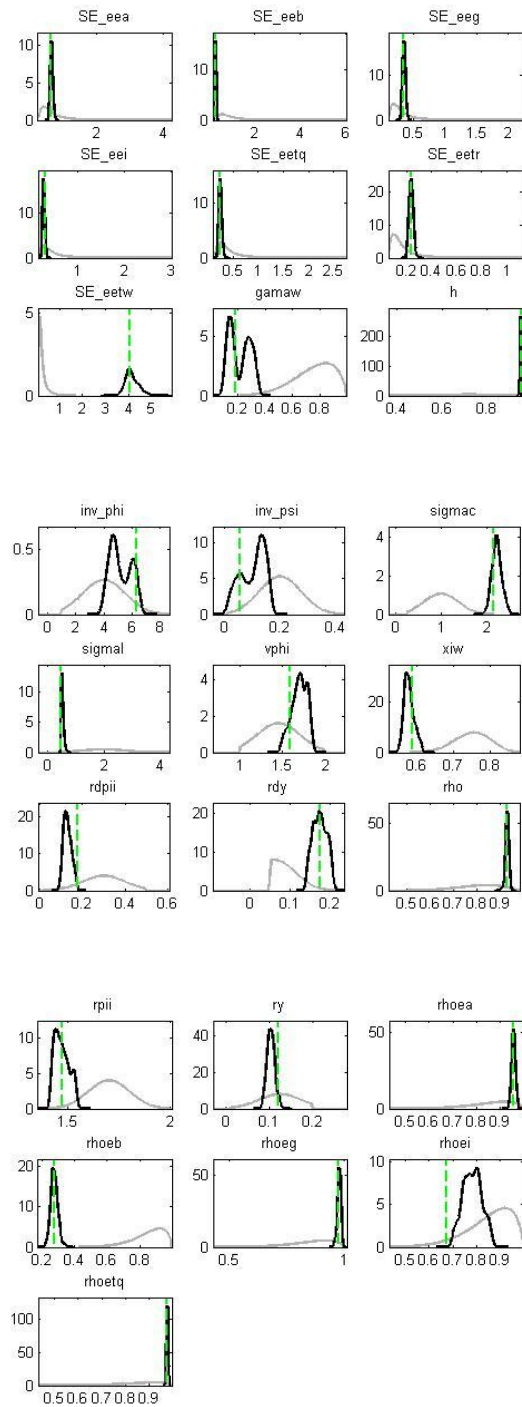 SE_eea SE_eeb SE_eeg
10 10 10
5 5
0 0 0
2 4 2 4 6 0.5 1 1.5 2
SE_eei SE_eetq SE_eetr
10 10 20
10
0 0 0
1 2 3 0.5 1 1.5 2 2.5 0.2 0.4 0.6 0.8 1
SE_eetw gamaw h
5 5 300
200
100
0 0 0
1 2 3 4 5 0.2 0.4 0.6 0.8 0.4 0.6 0.8
inv_phi inv_psi sigmac
0.5 10 4
5 2
0 0 0
0 2 4 6 8 0 0.2 0.4 0 1 2
sigmal vphi xiw
10 4 20
5 2
0 0 0
0 2 4 1 1.5 2 0.6 0.7 0.8
rdpii rdy rho
20 20 50
10 10
0 0 0
0 0.2 0.4 0.6 0 0.1 0.2 0.5 0.6 0.7 0.8 0.9
rpii ry rhoea
10 40 50
5 20
0 0 0
1.5 2 0 0.1 0.2 0.5 0.6 0.7 0.8 0.9
rhoeb rhoeg rhoei
20 50 10
10 5
0 0 0
0.2 0.4 0.6 0.8 0.5 1 0.5 0.6 0.7 0.8 0.9
rhoetq
100
50
0
0.5 0.6 0.7 0.8 0.9